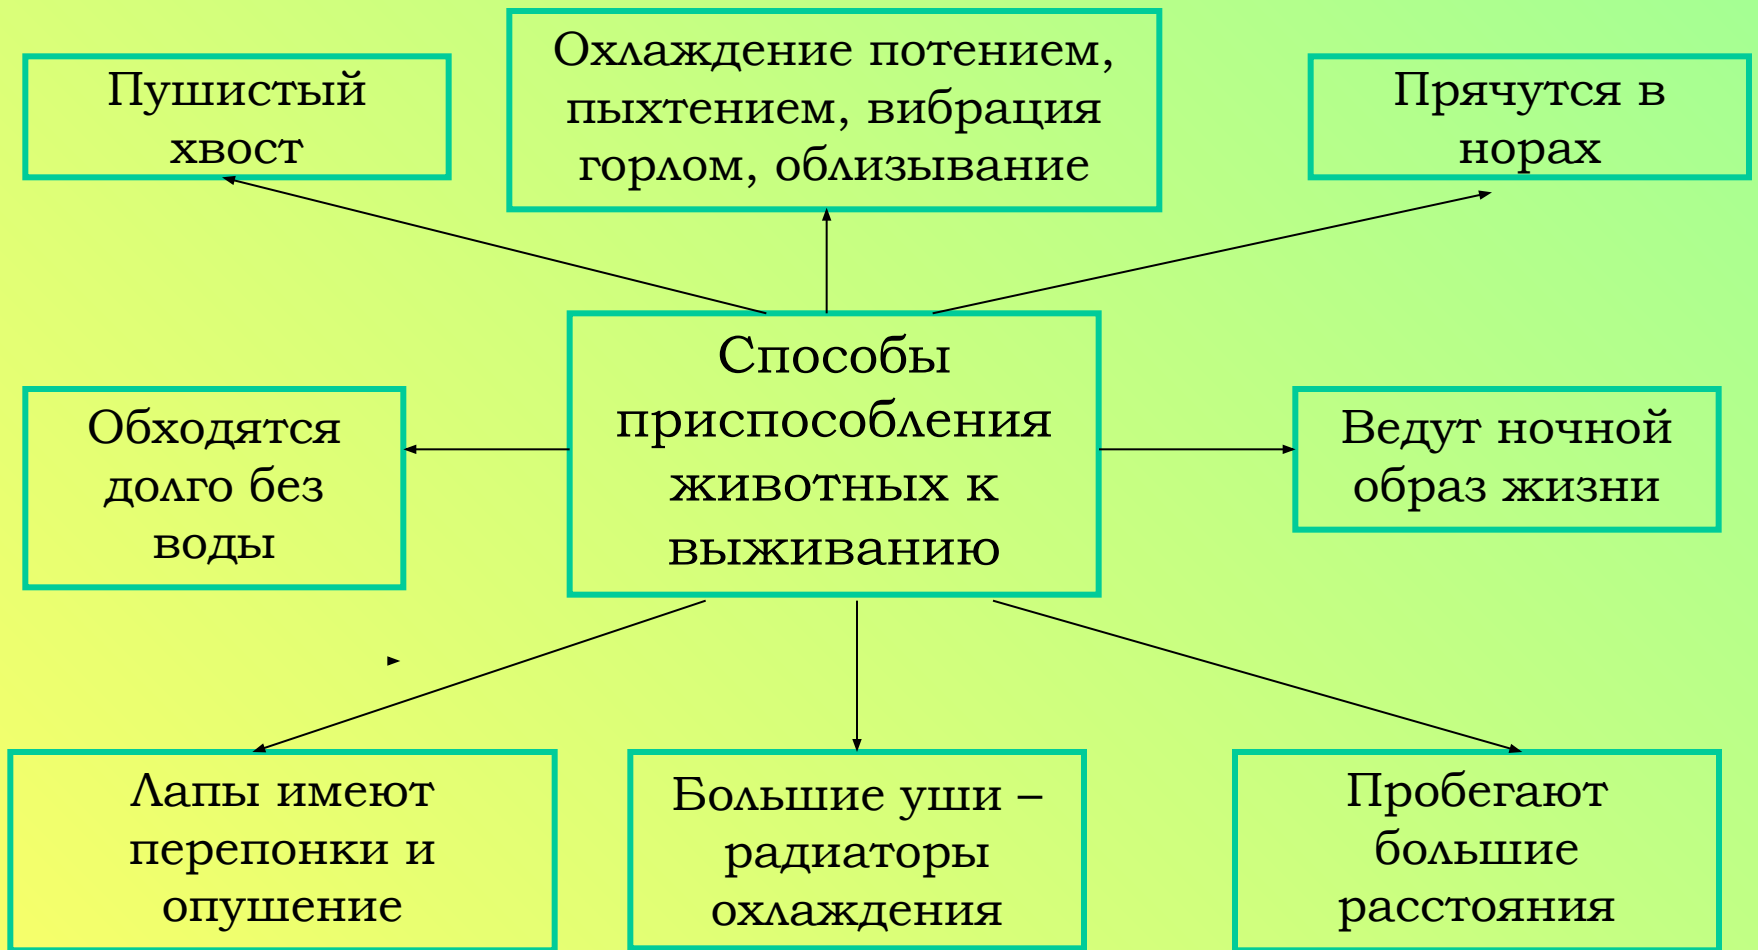 Пушистый
хвост
Охлаждение потением,
пыхтением, вибрация
горлом, облизывание
Прячутся в
норах
Способы
приспособления
животных к
выживанию
Обходятся
долго без
воды
Ведут ночной
образ жизни
Лапы имеют
перепонки и
опушение
Большие уши –
радиаторы
охлаждения
Пробегают
большие
расстояния